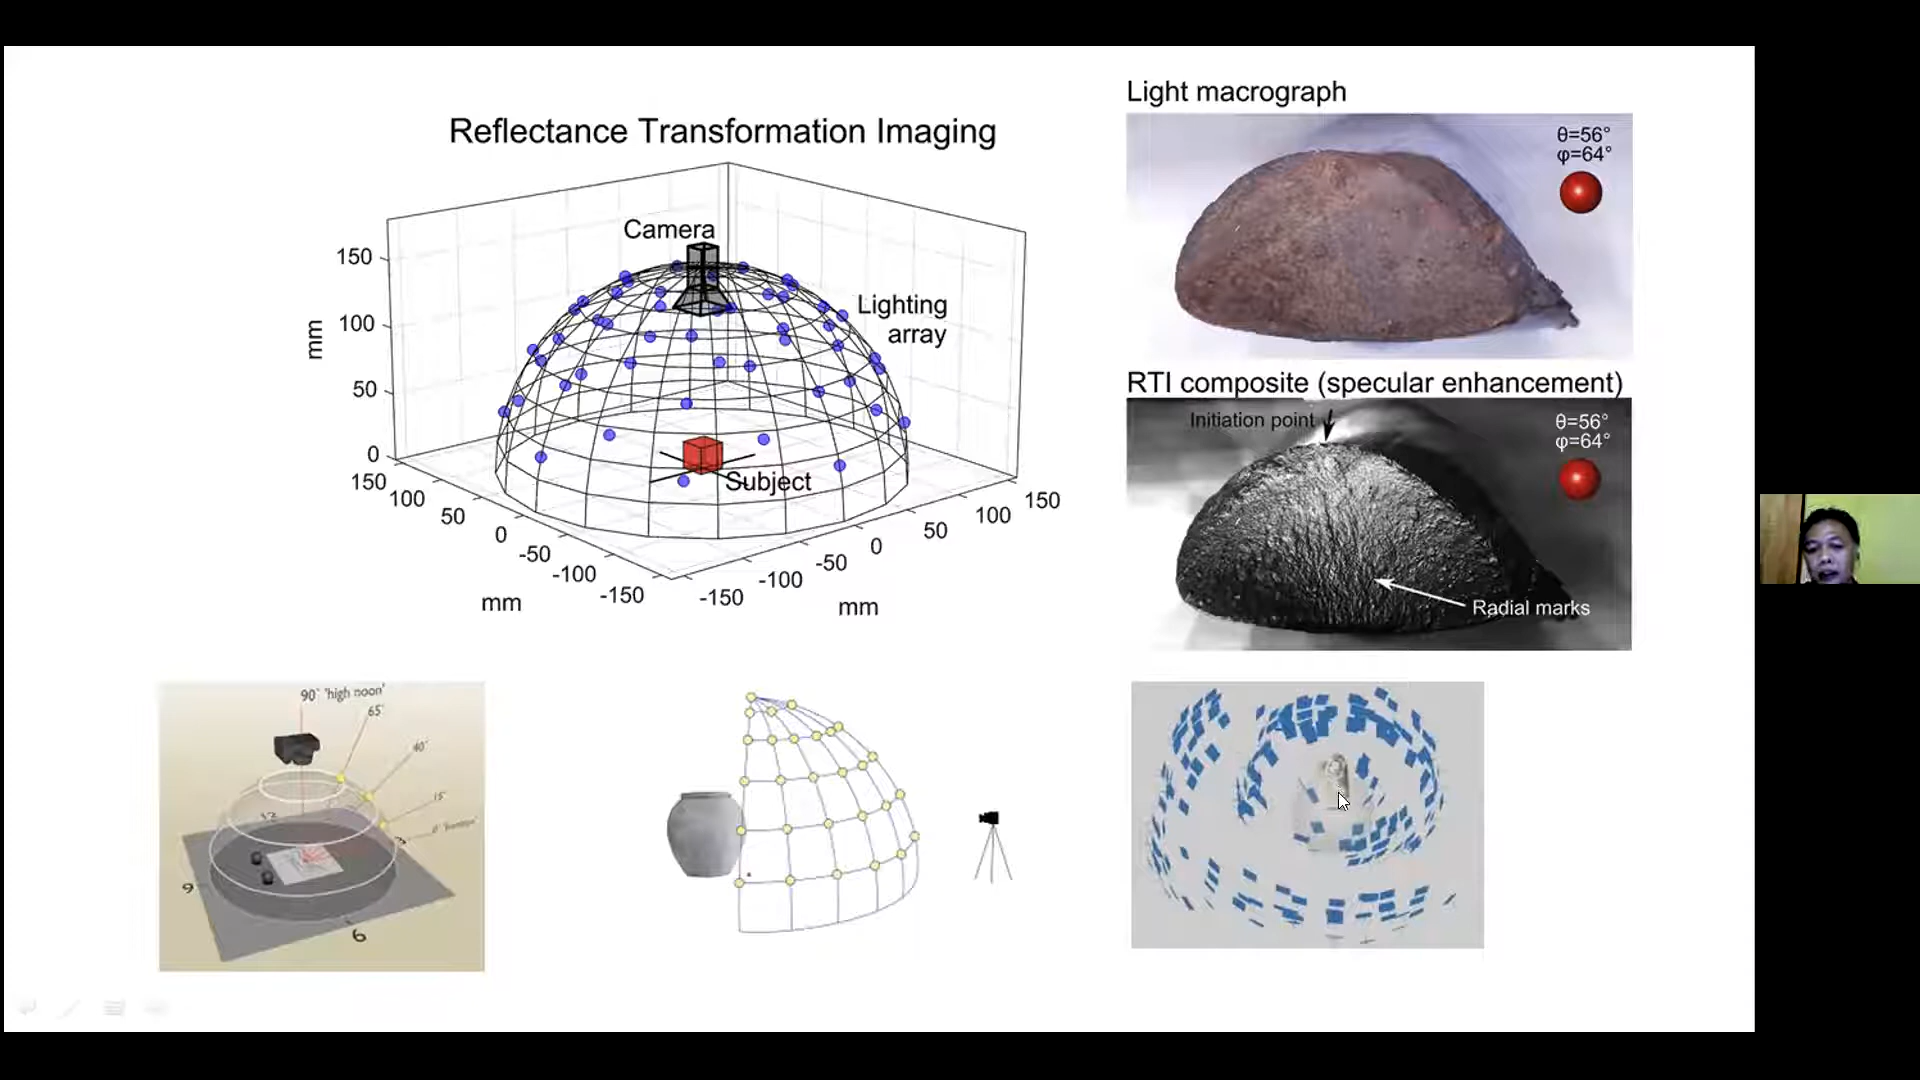 Reflectance Transformation Imaging
Camera
Lighting
array
Subject
mm
150
100
50
0
150
100
50
0
-50
-100
-150
mm
-150
-100
-50
0
50
100
150
mm
Light macrograph
θ=56°
φ=64°
RTI composite (specular enhancement)
Initiation point
θ=56°
φ=64°
Radial marks
90° 'high noon'
65°
40°
15°
9
6